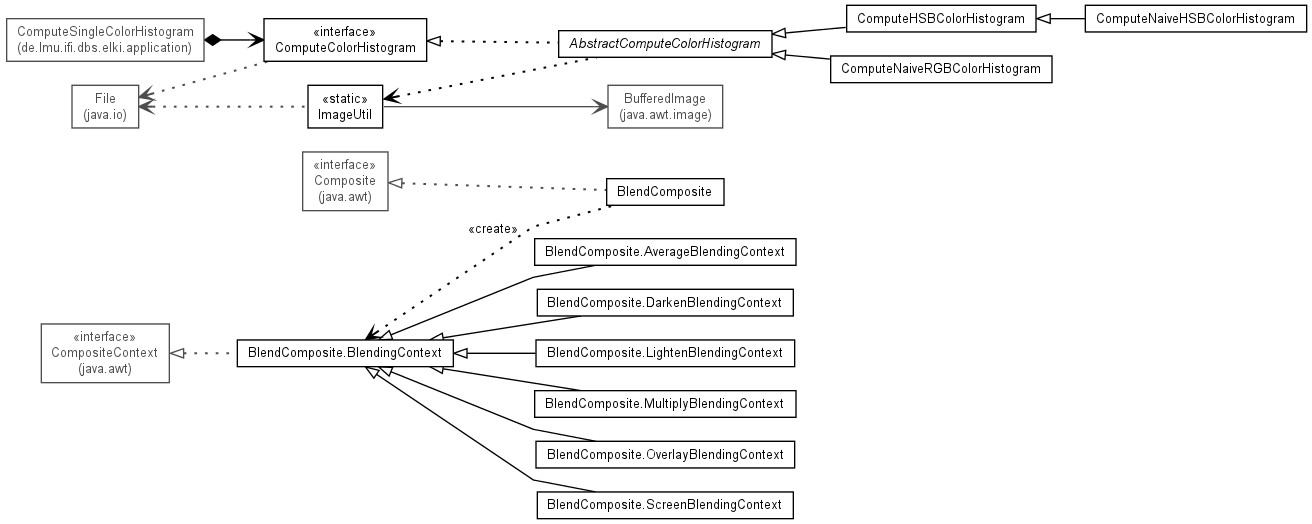 ComputeSingleColorHistogram
(de.lmu.ifi.dbs.elki.application)
«interface»
ComputeColorHistogram
AbstractComputeColorHistogram
ComputeHSBColorHistogram
ComputeNaiveHSBColorHistogram
ComputeNaiveRGBColorHistogram
File
(java.io)
«static»
ImageUtil
BufferedImage
(java.awt.image)
«interface»
Composite
(java.awt)
BlendComposite
«create»
BlendComposite.AverageBlendingContext
BlendComposite.DarkenBlendingContext
«interface»
CompositeContext
(java.awt)
BlendComposite.BlendingContext
BlendComposite.LightenBlendingContext
BlendComposite.MultiplyBlendingContext
BlendComposite.OverlayBlendingContext
BlendComposite.ScreenBlendingContext